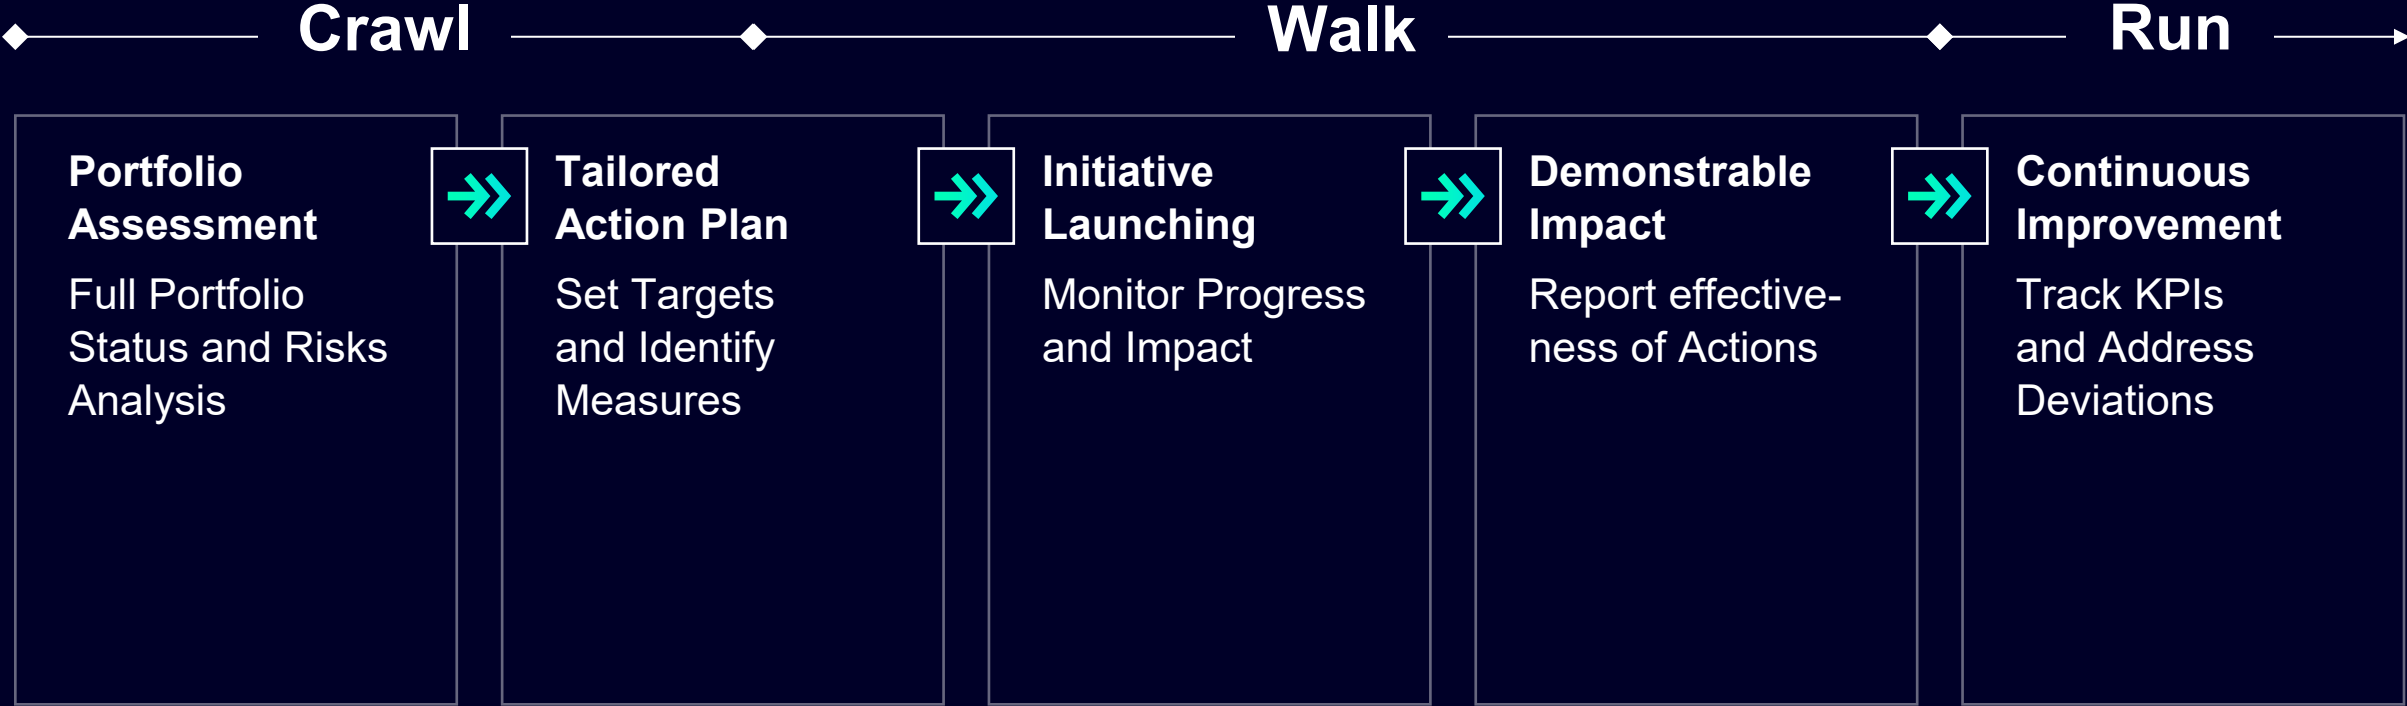 Crawl
Walk
Run
Portfolio
Assessment
Full Portfolio
Status and Risks
Analysis
Tailored
Action Plan
Set Targets
and Identify
Measures
Initiative
Launching
Monitor Progress
and Impact
Demonstrable
Impact
Report effective-
ness of Actions
Continuous
Improvement
Track KPIs
and Address
Deviations